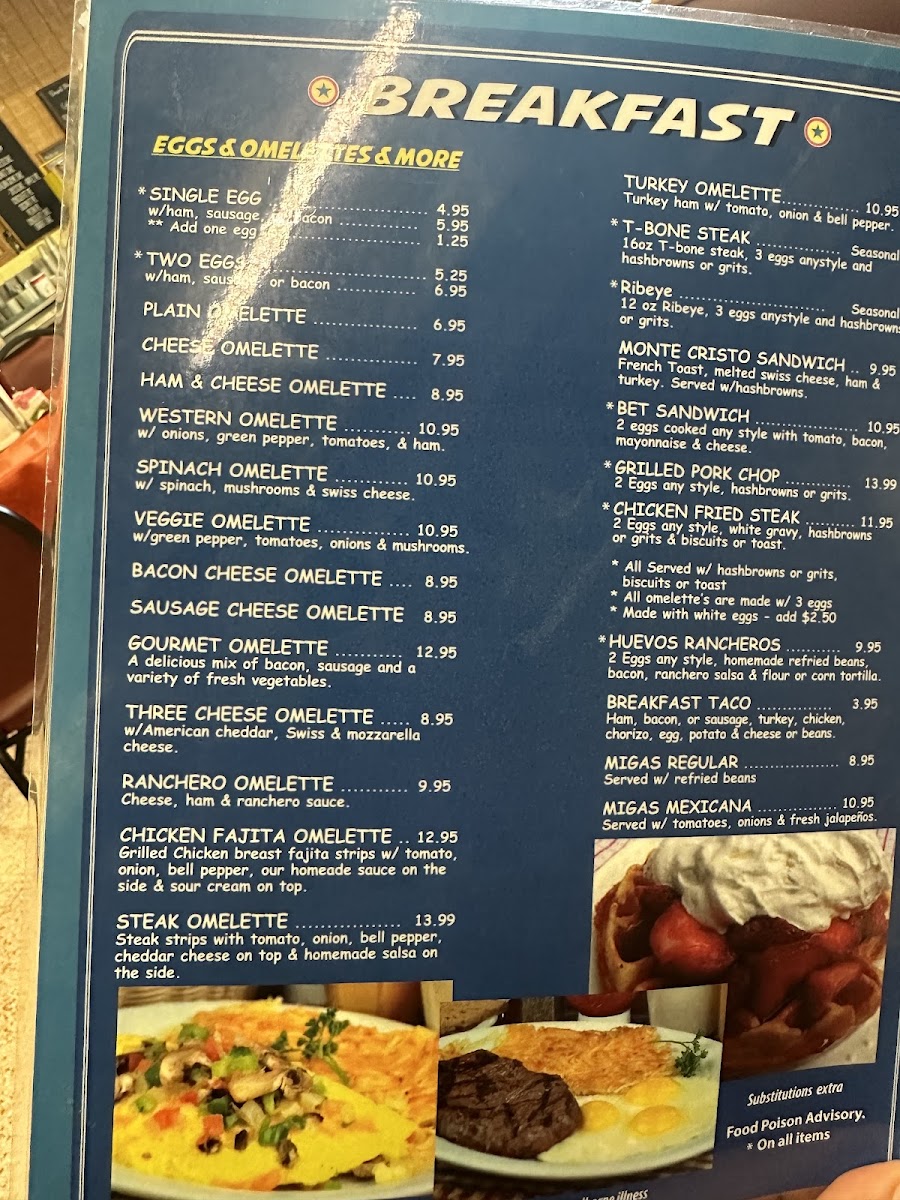 BREAKFAST
EGGS & OMELETTES & MORE
* SINGLE EGG ........................ 4.95
w/ham, sausage, or bacon ............ 5.95
** Add one egg ........................ 1.25
* TWO EGGS ........................ 5.25
w/ham, sausage, or bacon ............ 6.95
PLAIN OMELETTE ............... 6.95
CHEESE OMELETTE ............. 7.95
HAM & CHEESE OMELETTE .... 8.95
WESTERN OMELETTE ........... 10.95
w/ onions, green pepper, tomatoes, & ham.
SPINACH OMELETTE ........... 10.95
w/ spinach, mushrooms & swiss cheese.
VEGGIE OMELETTE .............. 10.95
w/green pepper, tomatoes, onions & mushrooms.
BACON CHEESE OMELETTE .... 8.95
SAUSAGE CHEESE OMELETTE 8.95
GOURMET OMELETTE ........... 12.95
A delicious mix of bacon, sausage and a
variety of fresh vegetables.
THREE CHEESE OMELETTE ..... 8.95
w/American cheddar, Swiss & mozzarella
cheese.
RANCHERO OMELETTE ........... 9.95
Cheese, ham & ranchero sauce.
CHICKEN FAJITA OMELETTE .. 12.95
Grilled Chicken breast fajita strips w/ tomato,
onion, bell pepper, our homeade sauce on the
side & sour cream on top.
STEAK OMELETTE ................. 13.99
Steak strips with tomato, onion, bell pepper,
cheddar cheese on top & homemade salsa on
the side.
TURKEY OMELETTE............... 10.95
Turkey ham w/ tomato, onion & bell pepper.
* T-BONE STEAK .................. Seasonal
16oz T-bone steak, 3 eggs anystyle and
hashbrowns or grits.
* Ribeye .............................. Seasonal
12 oz Ribeye, 3 eggs anystyle and hashbrowns
or grits.
MONTE CRISTO SANDWICH .. 9.95
French Toast, melted swiss cheese, ham &
turkey. Served w/hashbrowns.
* BET SANDWICH .................. 10.95
2 eggs cooked any style with tomato, bacon,
mayonnaise & cheese.
* GRILLED PORK CHOP ............ 13.99
2 Eggs any style, hashbrowns or grits.
* CHICKEN FRIED STEAK ......... 11.95
2 Eggs any style, white gravy, hashbrowns
or grits & biscuits or toast.
* All Served w/ hashbrowns or grits,
biscuits or toast
* All omelette's are made w/ 3 eggs
* Made with white eggs - add $2.50
* HUEVOS RANCHEROS .......... 9.95
2 Eggs any style, homemade refried beans,
bacon, ranchero salsa & flour or corn tortilla.
BREAKFAST TACO .............. 3.95
Ham, bacon, or sausage, turkey, chicken,
chorizo, egg, potato & cheese or beans.
MIGAS REGULAR .................. 8.95
Served w/ refried beans
MIGAS MEXICANA ............... 10.95
Served w/ tomatoes, onions & fresh jalapeños.
Substitutions extra
Food Poison Advisory.
* On all items
illness